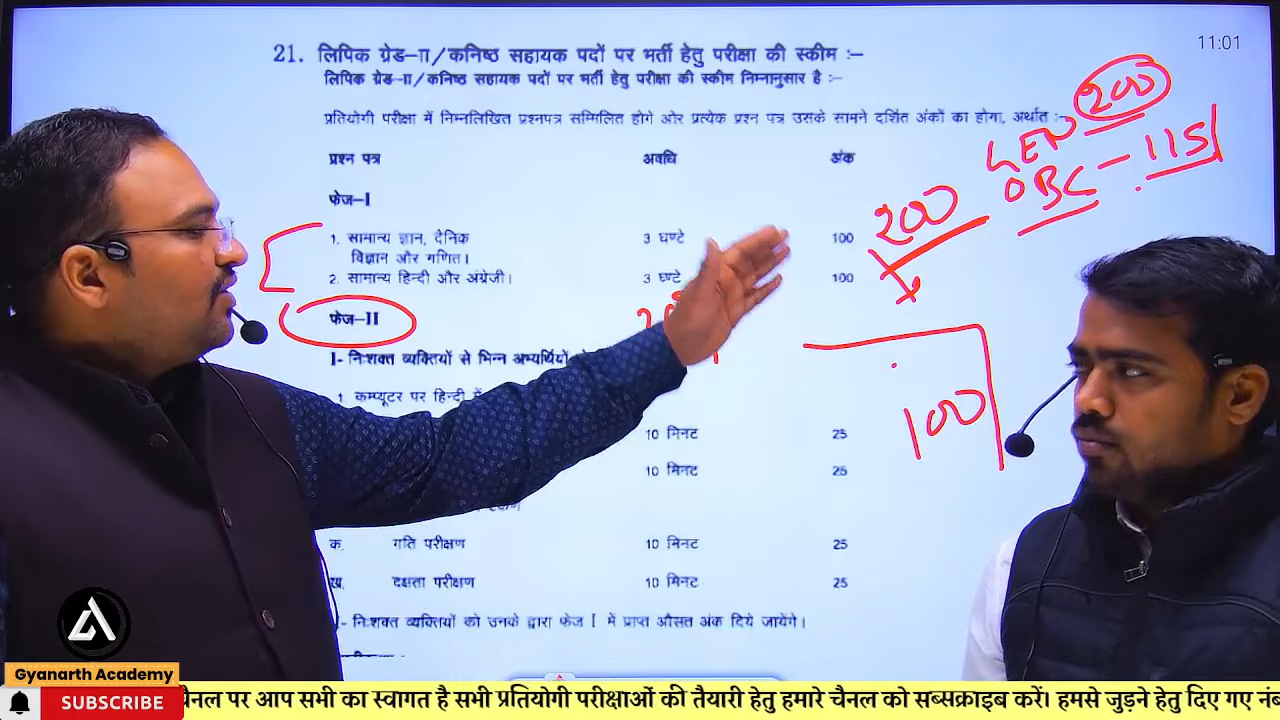 11:01
21. लिपिक ग्रेड-II/कनिष्ठ सहायक पदों पर भर्ती हेतु परीक्षा की स्कीम :-
लिपिक ग्रेड-II/कनिष्ठ सहायक पदों पर भर्ती हेतु परीक्षा की स्कीम निम्नानुसार है :-
प्रतियोगी परीक्षा में निम्नलिखित प्रश्नपत्र सम्मिलित होगे ओर प्रत्येक प्रश्न पत्र उसके सामने दर्शित अंकों का होगा, अर्थात :-
GEN 200
OBC - 115
प्रश्न पत्र अवधि अंक
फेज-I
200
1. सामान्य ज्ञान, दैनिक 3 घण्टे 100
विज्ञान और गणित।
2. सामान्य हिन्दी और अंग्रेजी। 3 घण्टे 100
फेज-II
I- निःशक्त व्यक्तियों से भिन्न अभ्यर्थियों
1. कम्प्यूटर पर हिन्दी में
100
10 मिनट 25
10 मिनट 25
क. गति परीक्षण 10 मिनट 25
ख. दक्षता परीक्षण 10 मिनट 25
- निःशक्त व्यक्तियों को उनके द्वारा फेज I में प्राप्त औसत अंक दिये जायेंगे।
Gyanarth Academy
SUBSCRIBE
चैनल पर आप सभी का स्वागत है सभी प्रतियोगी परीक्षाओं की तैयारी हेतु हमारे चैनल को सब्सक्राइब करें। हमसे जुड़ने हेतु दिए गए नंब